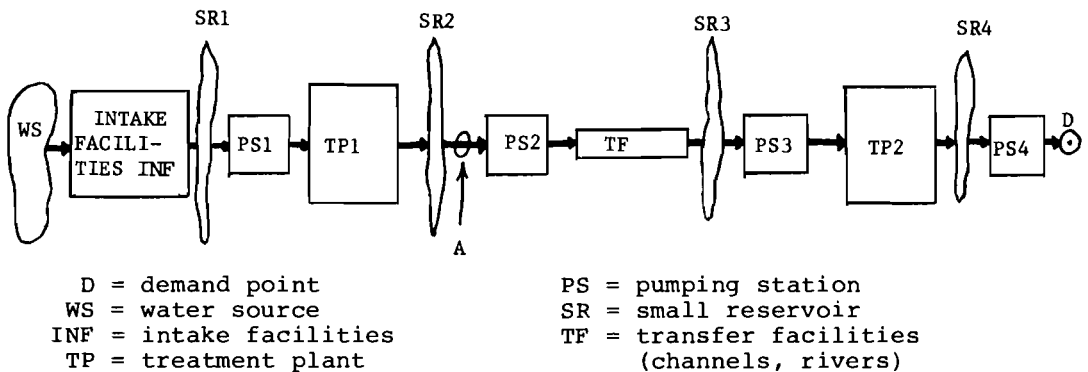 SR1
SR2
SR3
SR4
WS
INTAKE
FACILI-
TIES INF
PS1
TP1
PS2
TF
PS3
TP2
PS4
D
A
D = demand point
WS = water source
INF = intake facilities
TP = treatment plant
PS = pumping station
SR = small reservoir
TF = transfer facilities
(channels, rivers)